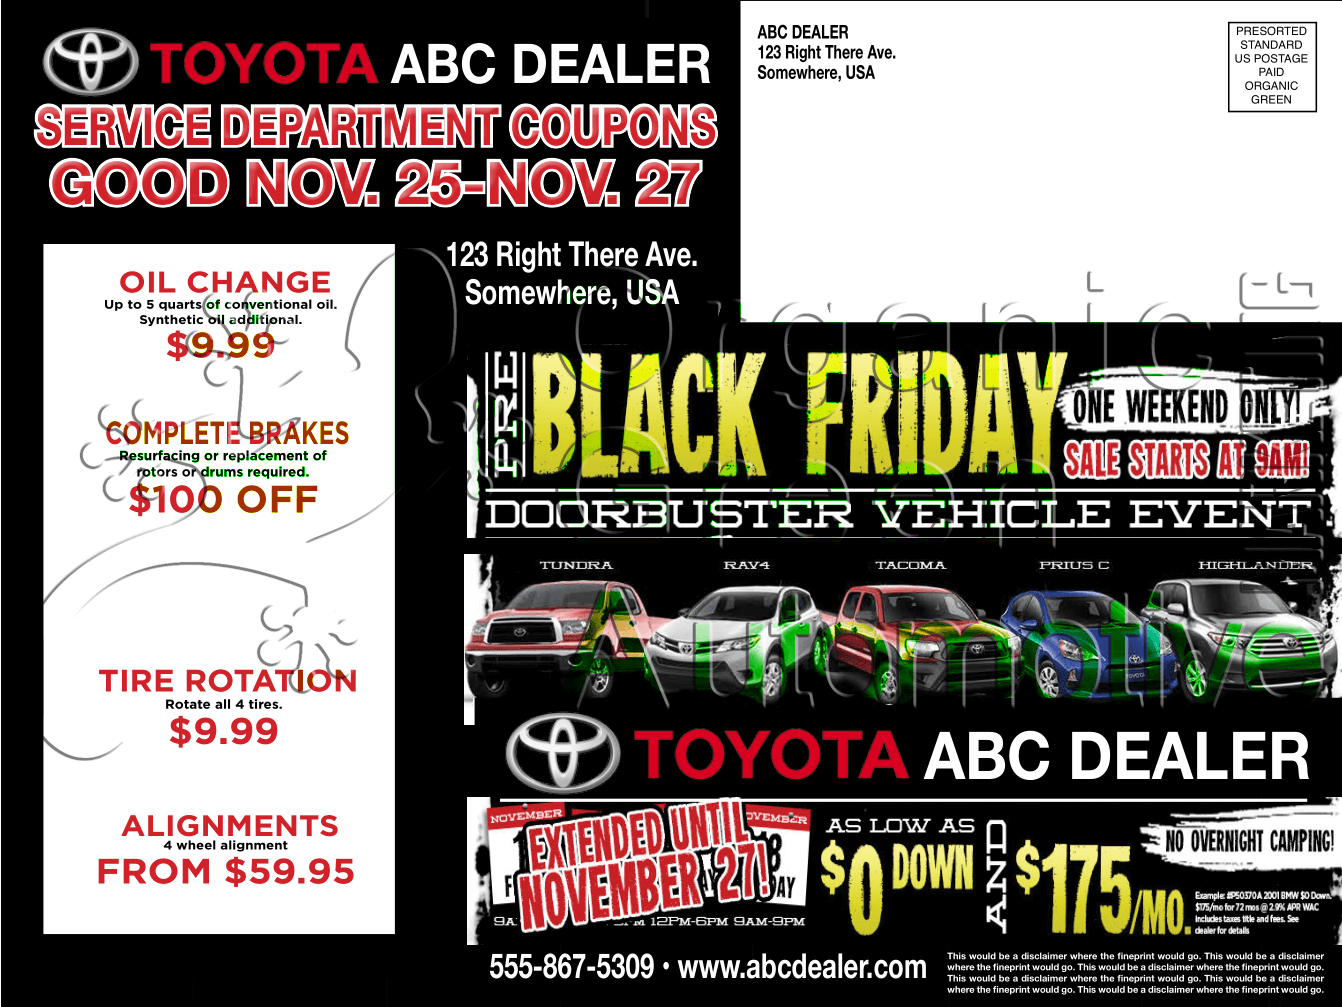 TOYOTA ABC DEALER
SERVICE DEPARTMENT COUPONS
GOOD NOV. 25-NOV. 27
ABC DEALER
123 Right There Ave.
Somewhere, USA
PRESORTED
STANDARD
US POSTAGE
PAID
ORGANIC
GREEN
123 Right There Ave.
Somewhere, USA
OIL CHANGE
Up to 5 quarts of conventional oil.
Synthetic oil additional.
$9.99
COMPLETE BRAKES
Resurfacing or replacement of
rotors or drums required.
$100 OFF
TIRE ROTATION
Rotate all 4 tires.
$9.99
ALIGNMENTS
4 wheel alignment
FROM $59.95
Organic
Green
Automotive
PRE
BLACK FRIDAY
ONE WEEKEND ONLY!
SALE STARTS AT 9AM!
DOORBUSTER VEHICLE EVENT
TUNDRA RAV4 TACOMA PRIUS C HIGHLANDER
TOYOTA ABC DEALER
NOVEMBER
EXTENDED UNTIL
NOVEMBER 27!
12PM-6PM 9AM-9PM
AS LOW AS
$0 DOWN
AND
$175/MO.
NO OVERNIGHT CAMPING!
Example: #P50370A 2001 BMW $0 Down.
$175/mo for 72 mos @ 2.9% APR WAC
Includes taxes title and fees. See
dealer for details
555-867-5309 • www.abcdealer.com
This would be a disclaimer where the fineprint would go. This would be a disclaimer
where the fineprint would go. This would be a disclaimer where the fineprint would go.
This would be a disclaimer where the fineprint would go. This would be a disclaimer
where the fineprint would go. This would be a disclaimer where the fineprint would go.